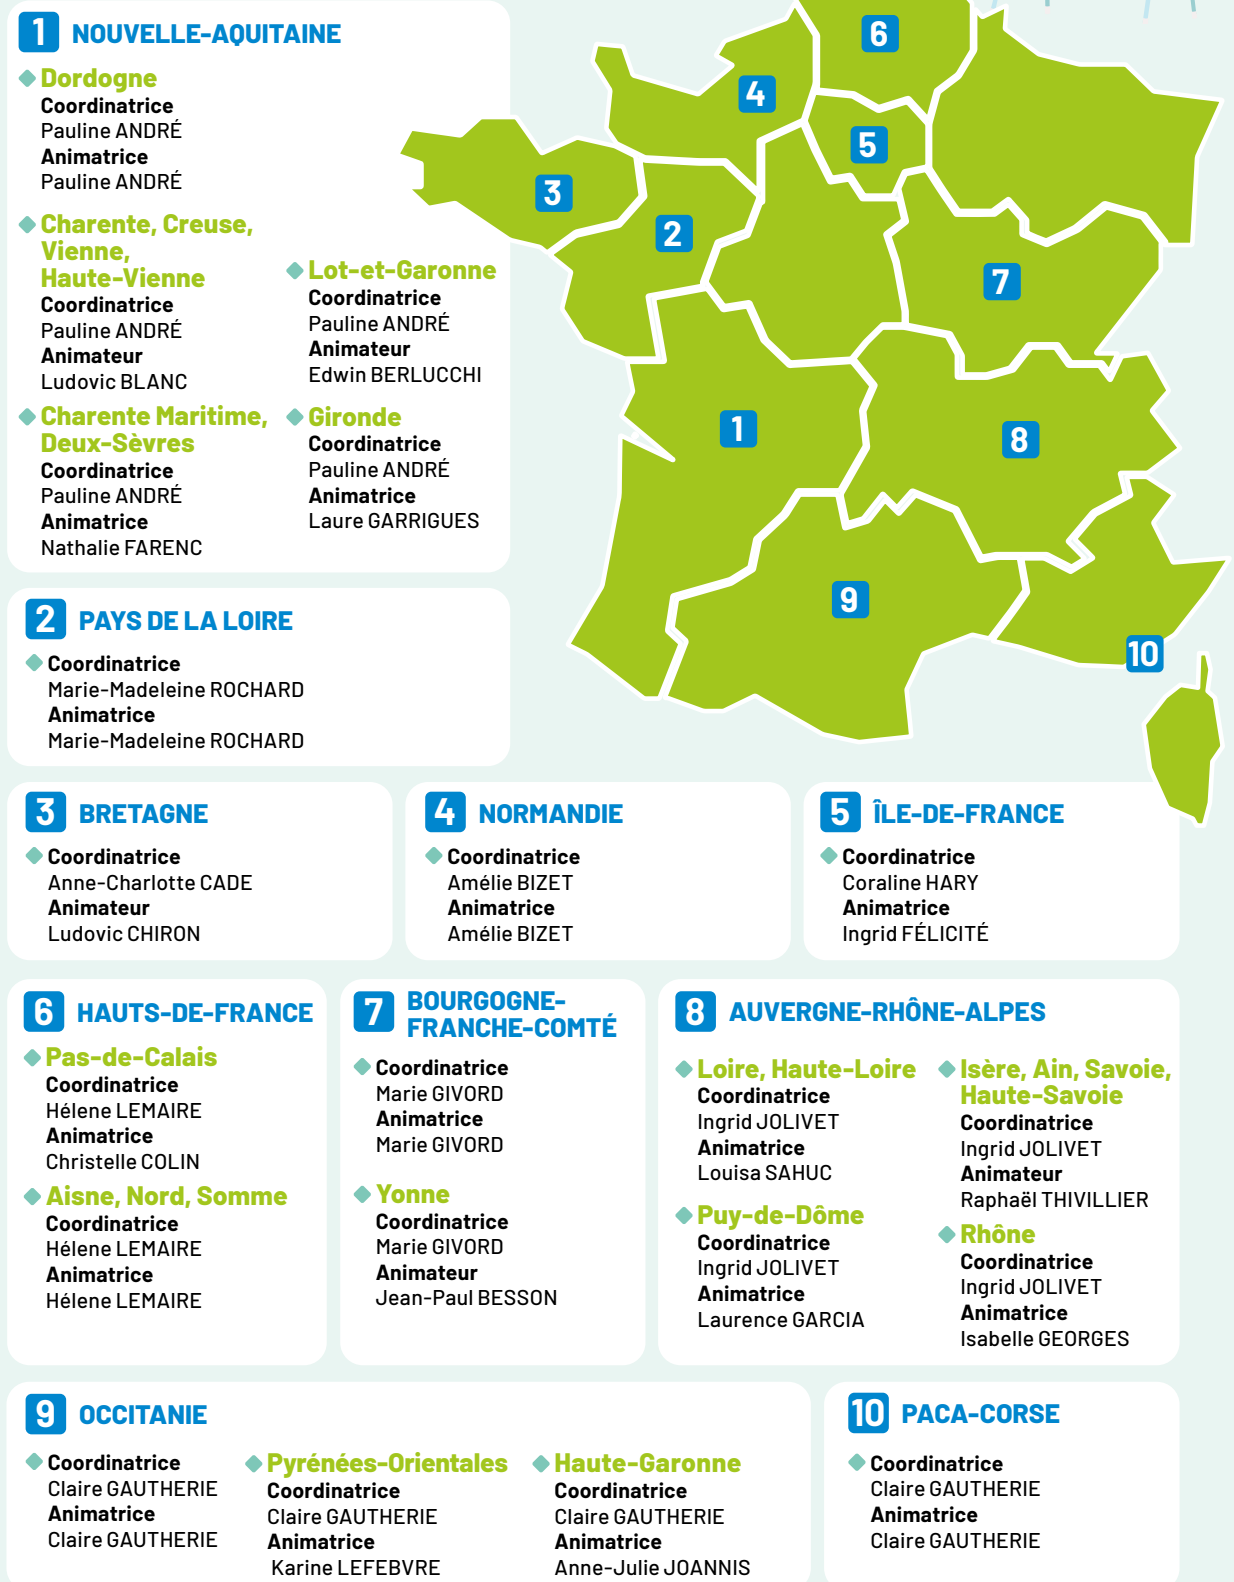 1 NOUVELLE-AQUITAINE
Dordogne
Coordinatrice
Pauline ANDRÉ
Animatrice
Pauline ANDRÉ
Charente, Creuse,
Vienne,
Haute-Vienne
Coordinatrice
Pauline ANDRÉ
Animateur
Ludovic BLANC
Charente Maritime,
Deux-Sèvres
Coordinatrice
Pauline ANDRÉ
Animatrice
Nathalie FARENC
Lot-et-Garonne
Coordinatrice
Pauline ANDRÉ
Animateur
Edwin BERLUCCHI
Gironde
Coordinatrice
Pauline ANDRÉ
Animatrice
Laure GARRIGUES
6
4
5
3
2
7
1
8
9
10
2 PAYS DE LA LOIRE
Coordinatrice
Marie-Madeleine ROCHARD
Animatrice
Marie-Madeleine ROCHARD
3 BRETAGNE
Coordinatrice
Anne-Charlotte CADE
Animateur
Ludovic CHIRON
4 NORMANDIE
Coordinatrice
Amélie BIZET
Animatrice
Amélie BIZET
5 ÎLE-DE-FRANCE
Coordinatrice
Coraline HARY
Animatrice
Ingrid FÉLICITÉ
6 HAUTS-DE-FRANCE
Pas-de-Calais
Coordinatrice
Hélene LEMAIRE
Animatrice
Christelle COLIN
Aisne, Nord, Somme
Coordinatrice
Hélene LEMAIRE
Animatrice
Hélene LEMAIRE
7 BOURGOGNE-
FRANCHE-COMTÉ
Coordinatrice
Marie GIVORD
Animatrice
Marie GIVORD
Yonne
Coordinatrice
Marie GIVORD
Animateur
Jean-Paul BESSON
8 AUVERGNE-RHÔNE-ALPES
Loire, Haute-Loire
Coordinatrice
Ingrid JOLIVET
Animatrice
Louisa SAHUC
Puy-de-Dôme
Coordinatrice
Ingrid JOLIVET
Animatrice
Laurence GARCIA
Isère, Ain, Savoie,
Haute-Savoie
Coordinatrice
Ingrid JOLIVET
Animateur
Raphaël THIVILLIER
Rhône
Coordinatrice
Ingrid JOLIVET
Animatrice
Isabelle GEORGES
9 OCCITANIE
Coordinatrice
Claire GAUTHERIE
Animatrice
Claire GAUTHERIE
Pyrénées-Orientales
Coordinatrice
Claire GAUTHERIE
Animatrice
Karine LEFEBVRE
Haute-Garonne
Coordinatrice
Claire GAUTHERIE
Animatrice
Anne-Julie JOANNIS
10 PACA-CORSE
Coordinatrice
Claire GAUTHERIE
Animatrice
Claire GAUTHERIE